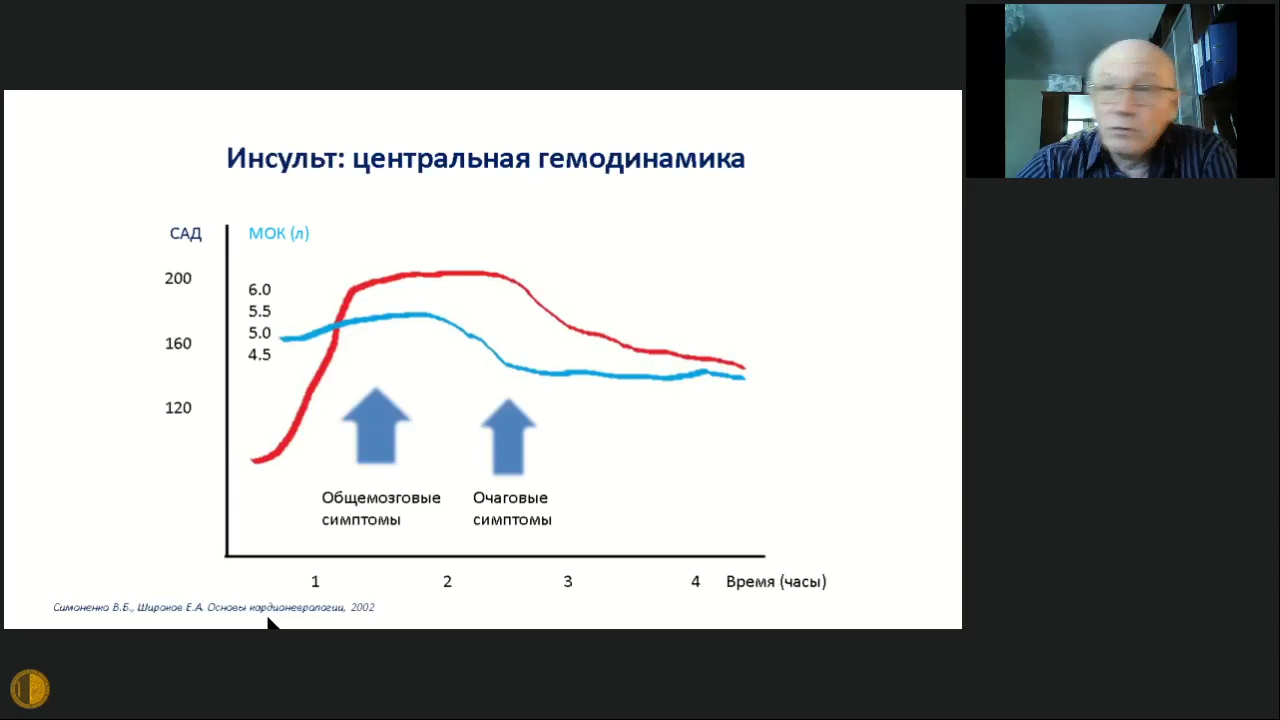 Инсульт: центральная гемодинамика
САД
МОК (л)
200
6.0
5.5
5.0
160
4.5
120
Общемозговые
симптомы
Очаговые
симптомы
1
2
3
4
Время (часы)
Симоненко В.Б., Широков Е.А. Основы кардионеврологии, 2002